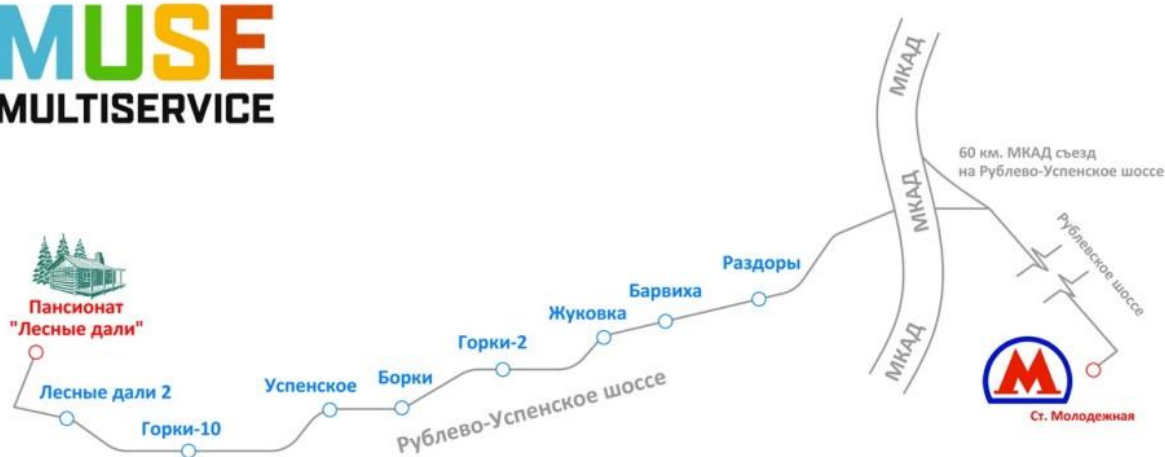 MUSE
MULTISERVICE
МКАД
60 км. МКАД съезд
на Рублево-Успенское шоссе
МКАД
Рублевское шоссе
Раздоры
Барвиха
Пансионат
"Лесные дали"
Жуковка
Горки-2
МКАД
Успенское
Борки
Лесные дали 2
Рублево-Успенское шоссе
М
Ст. Молодежная
Горки-10